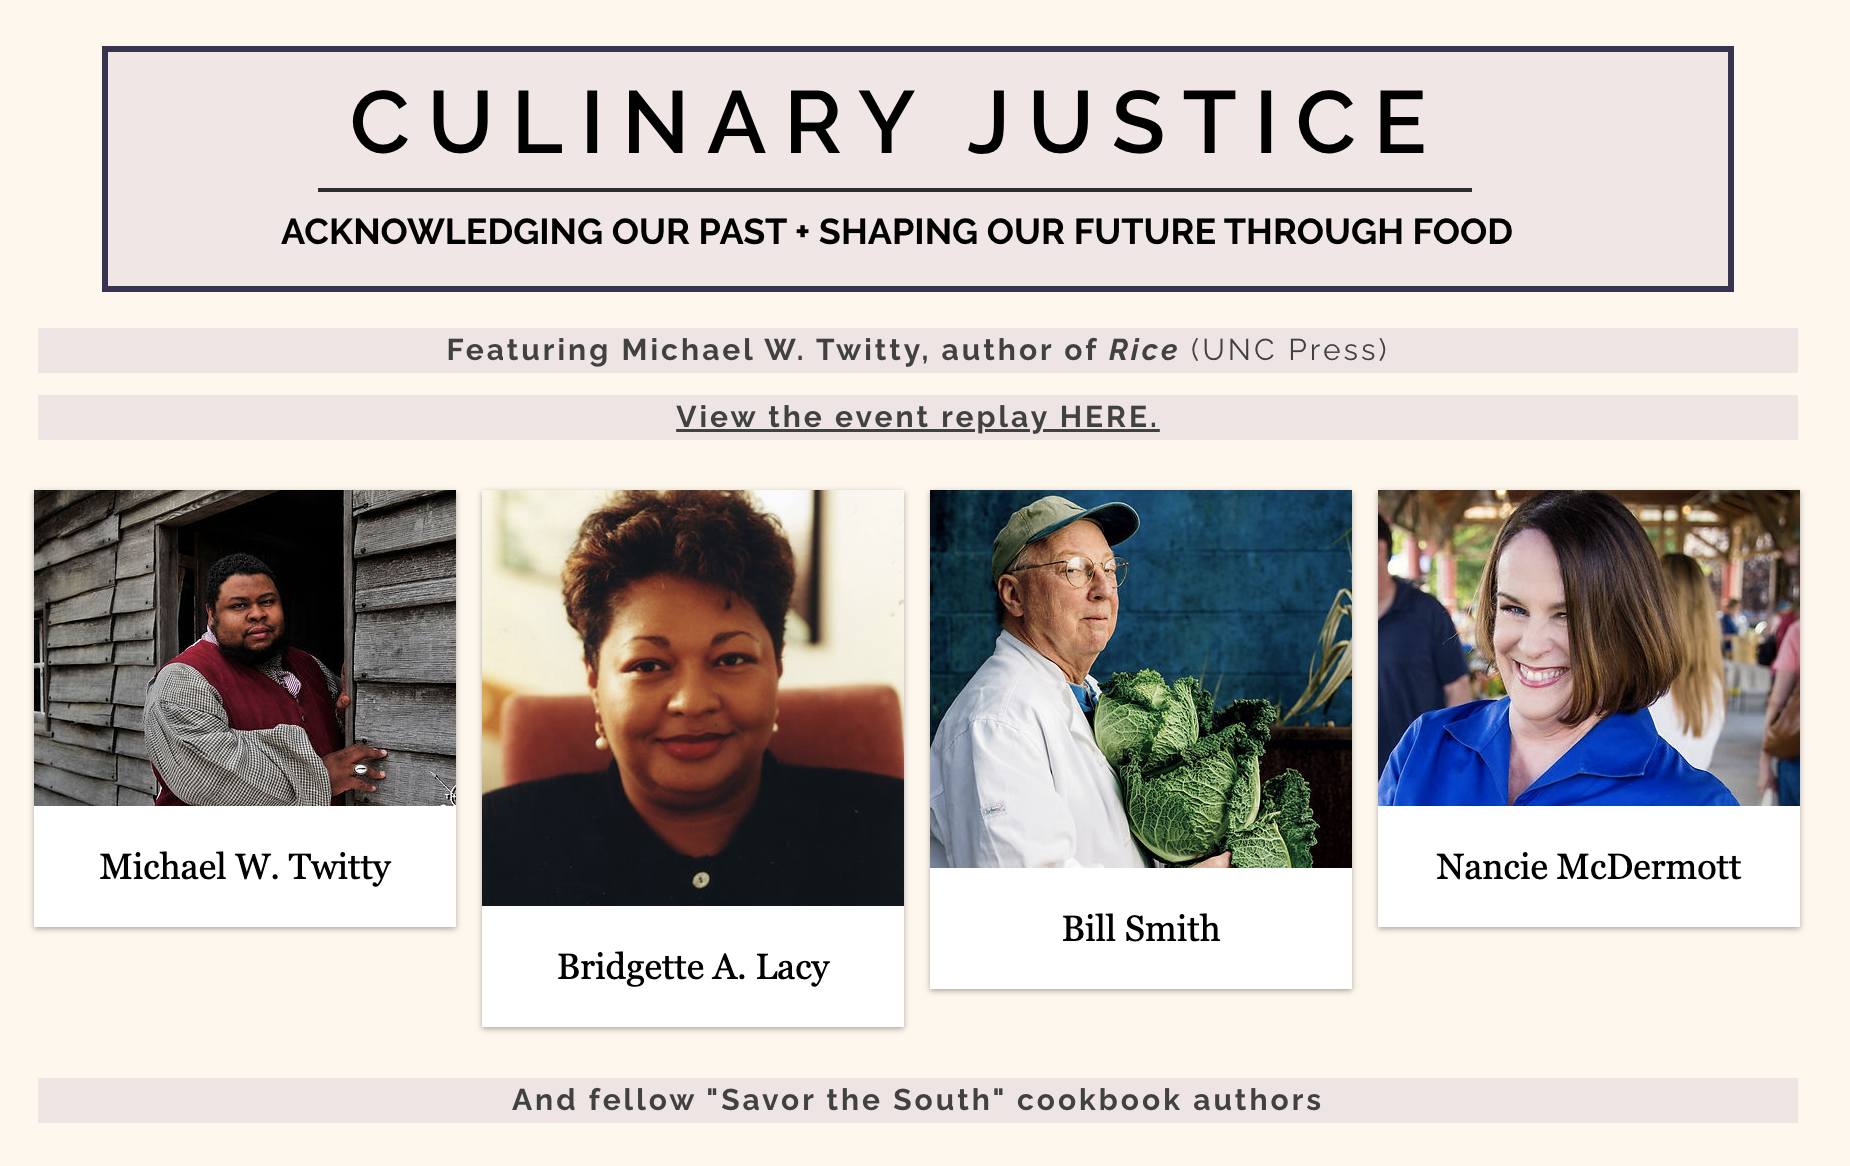 CULINARY JUSTICE
ACKNOWLEDGING OUR PAST + SHAPING OUR FUTURE THROUGH FOOD
Featuring Michael W. Twitty, author of Rice (UNC Press)
View the event replay HERE.
Michael W. Twitty
Bridgette A. Lacy
Bill Smith
Nancie McDermott
And fellow "Savor the South" cookbook authors